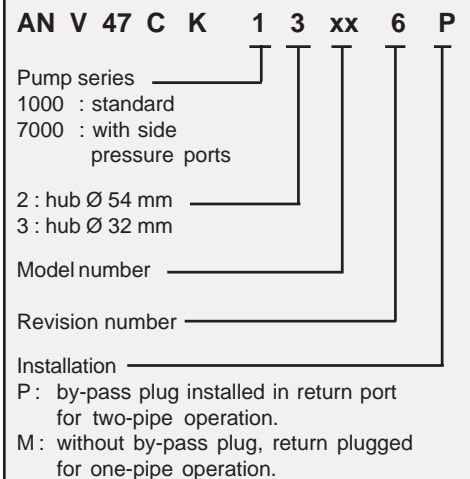 AN V 47 C K 1 3 xx 6 P
Pump series
1000 : standard
7000 : with side
pressure ports
2 : hub Ø 54 mm
3 : hub Ø 32 mm
Model number
Revision number
Installation
P : by-pass plug installed in return port
for two-pipe operation.
M : without by-pass plug, return plugged
for one-pipe operation.